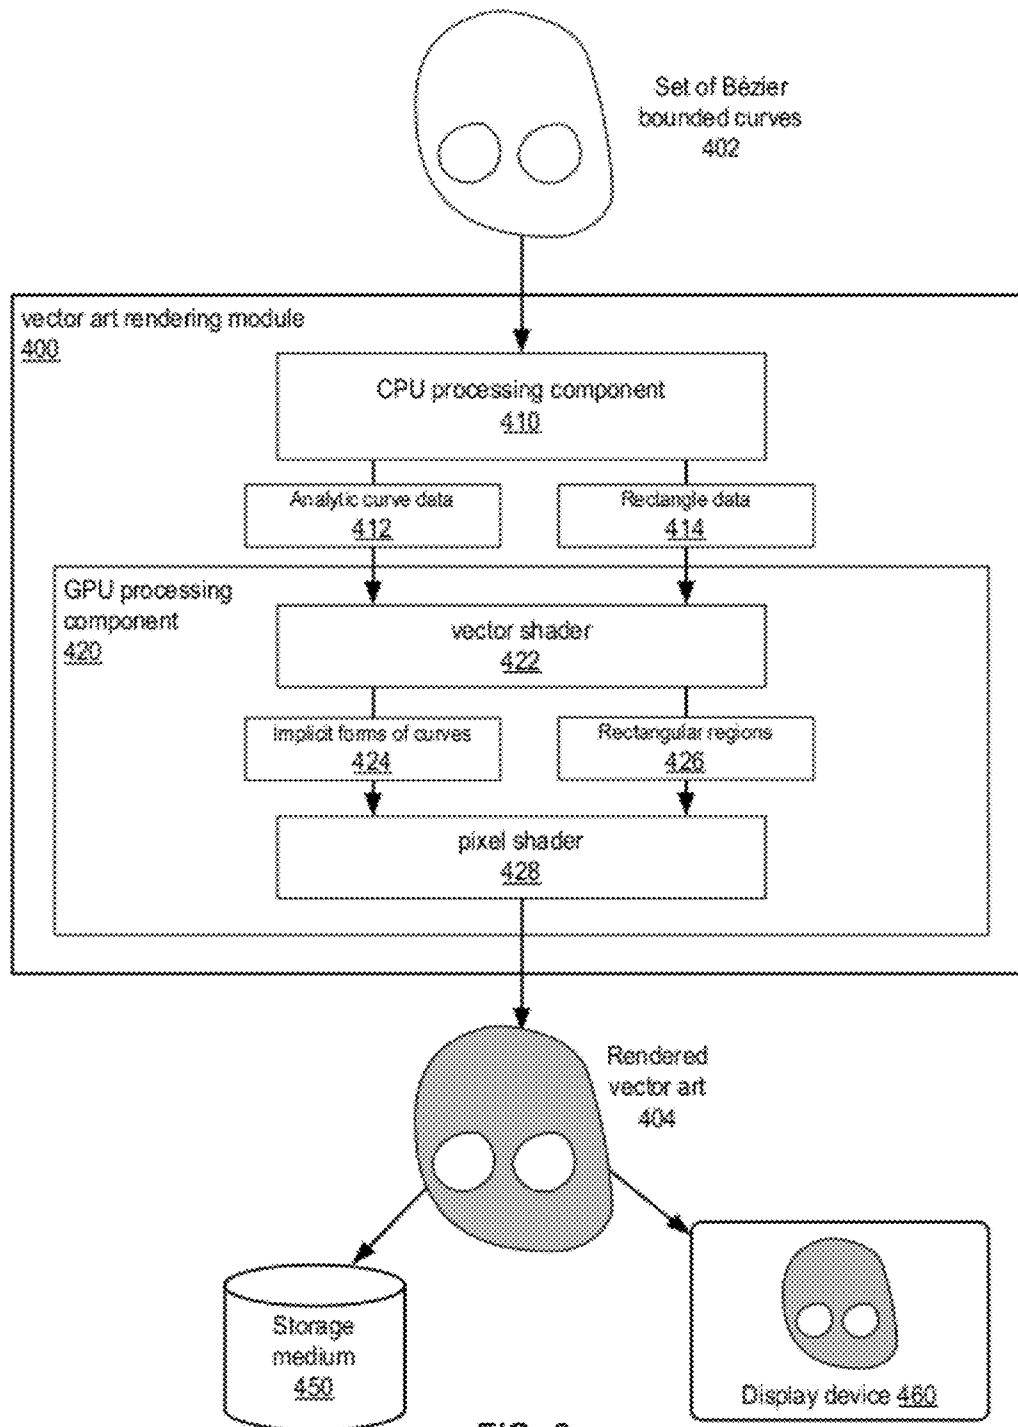 Set of Bézier
bounded curves
402
vector art rendering module
400
CPU processing component
410
Analytic curve data
412
Rectangle data
414
GPU processing
component
420
vector shader
422
Implicit forms of curves
424
Rectangular regions
426
pixel shader
428
Rendered
vector art
404
Storage
medium
450
Display device 460